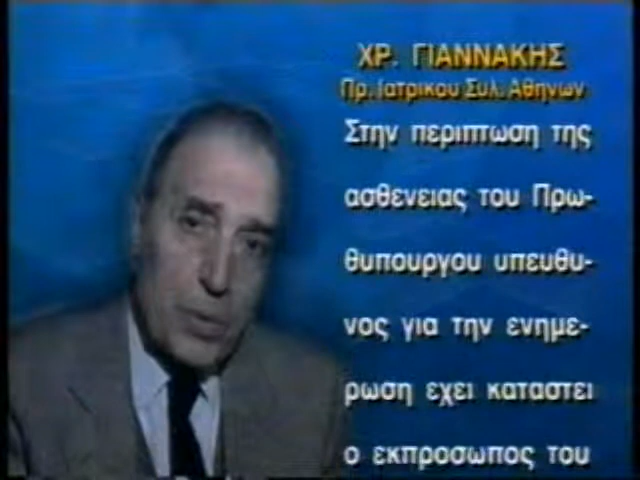 ΧΡ. ΓΙΑΝΝΑΚΗΣ
Πρ. Ιατρικου Συλ. Αθηνων
Στην περιπτωση της
ασθενειας του Πρω-
θυπουργου υπευθυ-
νος για την ενημε-
ρωση εχει καταστει
ο εκπροσωπος του